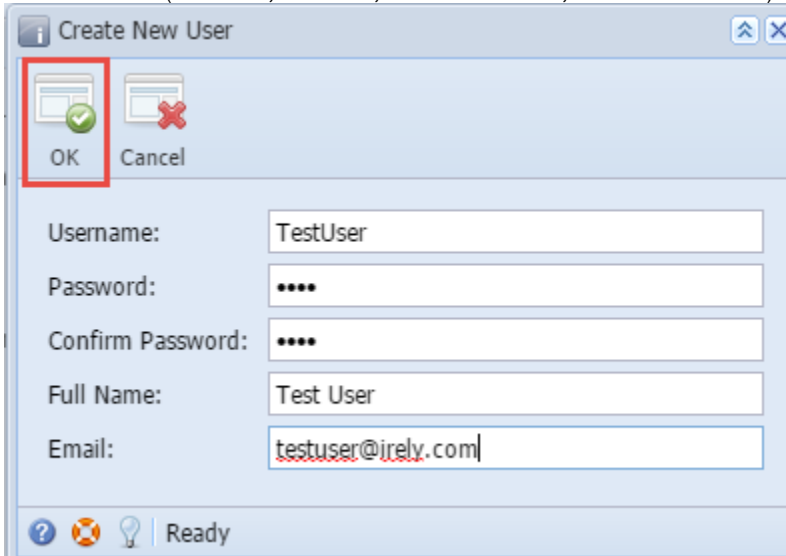 Create New User
OK Cancel
Username: TestUser
Password: ••••
Confirm Password: ••••
Full Name: Test User
Email: testuser@irely.com
Ready